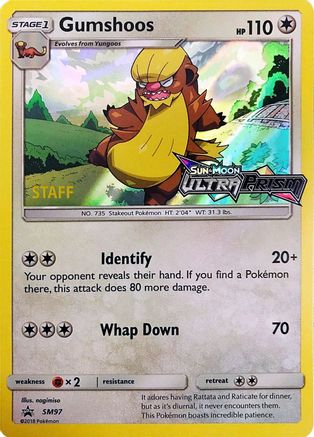 STAGE 1 Gumshoos HP 110
Evolves from Yungoos
STAFF
SUN & MOON
ULTRA PRISM
NO. 735 Stakeout Pokémon HT: 2'04" WT: 31.3 lbs.
Identify 20+
Your opponent reveals their hand. If you find a Pokémon
there, this attack does 80 more damage.
Whap Down 70
weakness × 2 resistance retreat
Illus. nagimiso
SM97
©2018 Pokémon
It adores having Rattata and Raticate for dinner,
but as it's diurnal, it never encounters them.
This Pokémon boasts incredible patience.